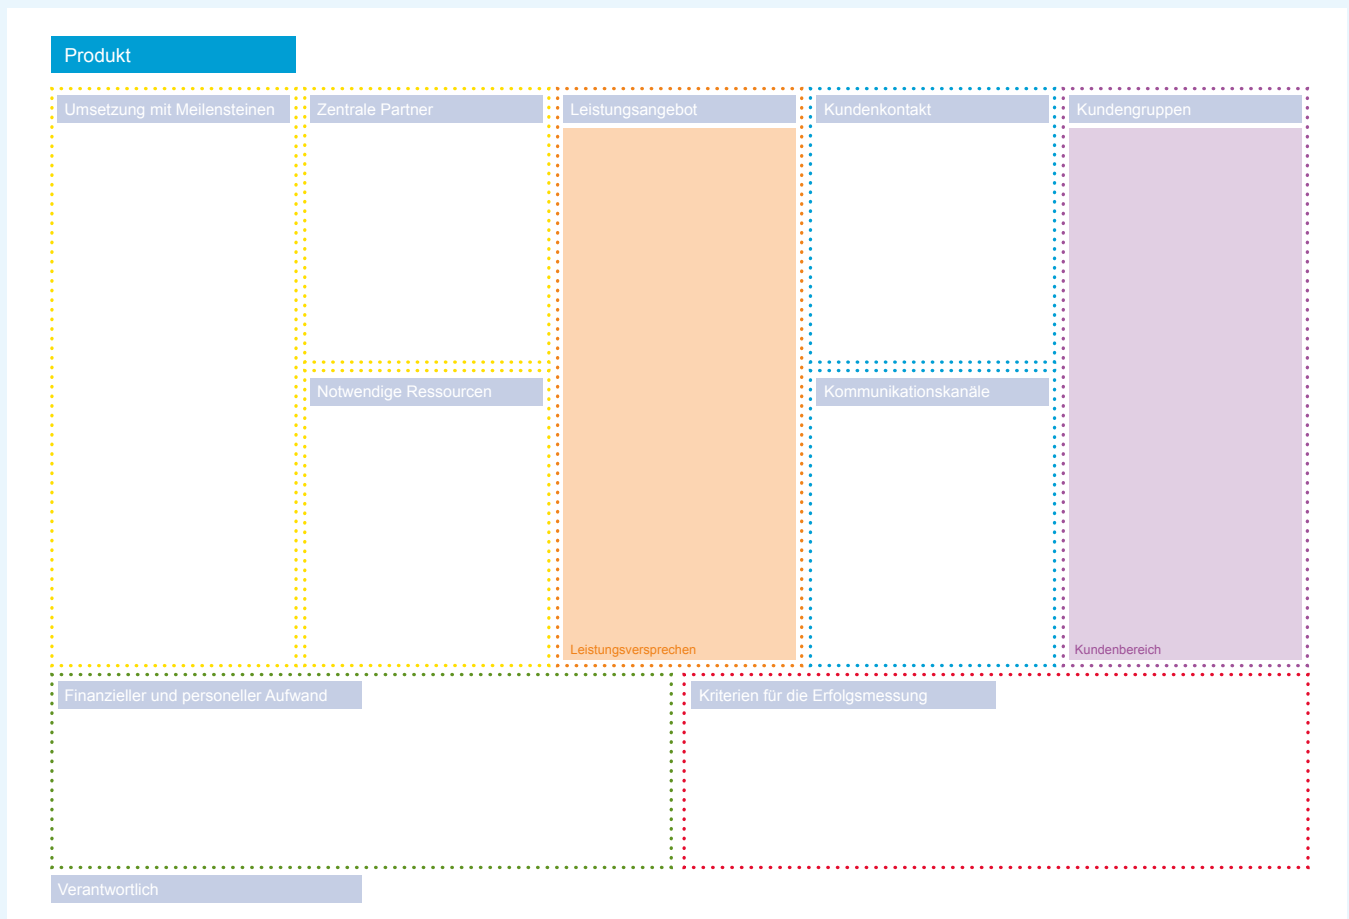 Produkt
Umsetzung mit Meilensteinen
Zentrale Partner
Leistungsangebot
Kundenkontakt
Kundengruppen
Notwendige Ressourcen
Kommunikationskanäle
Leistungsversprechen
Kundenbereich
Finanzieller und personeller Aufwand
Kriterien für die Erfolgsmessung
Verantwortlich